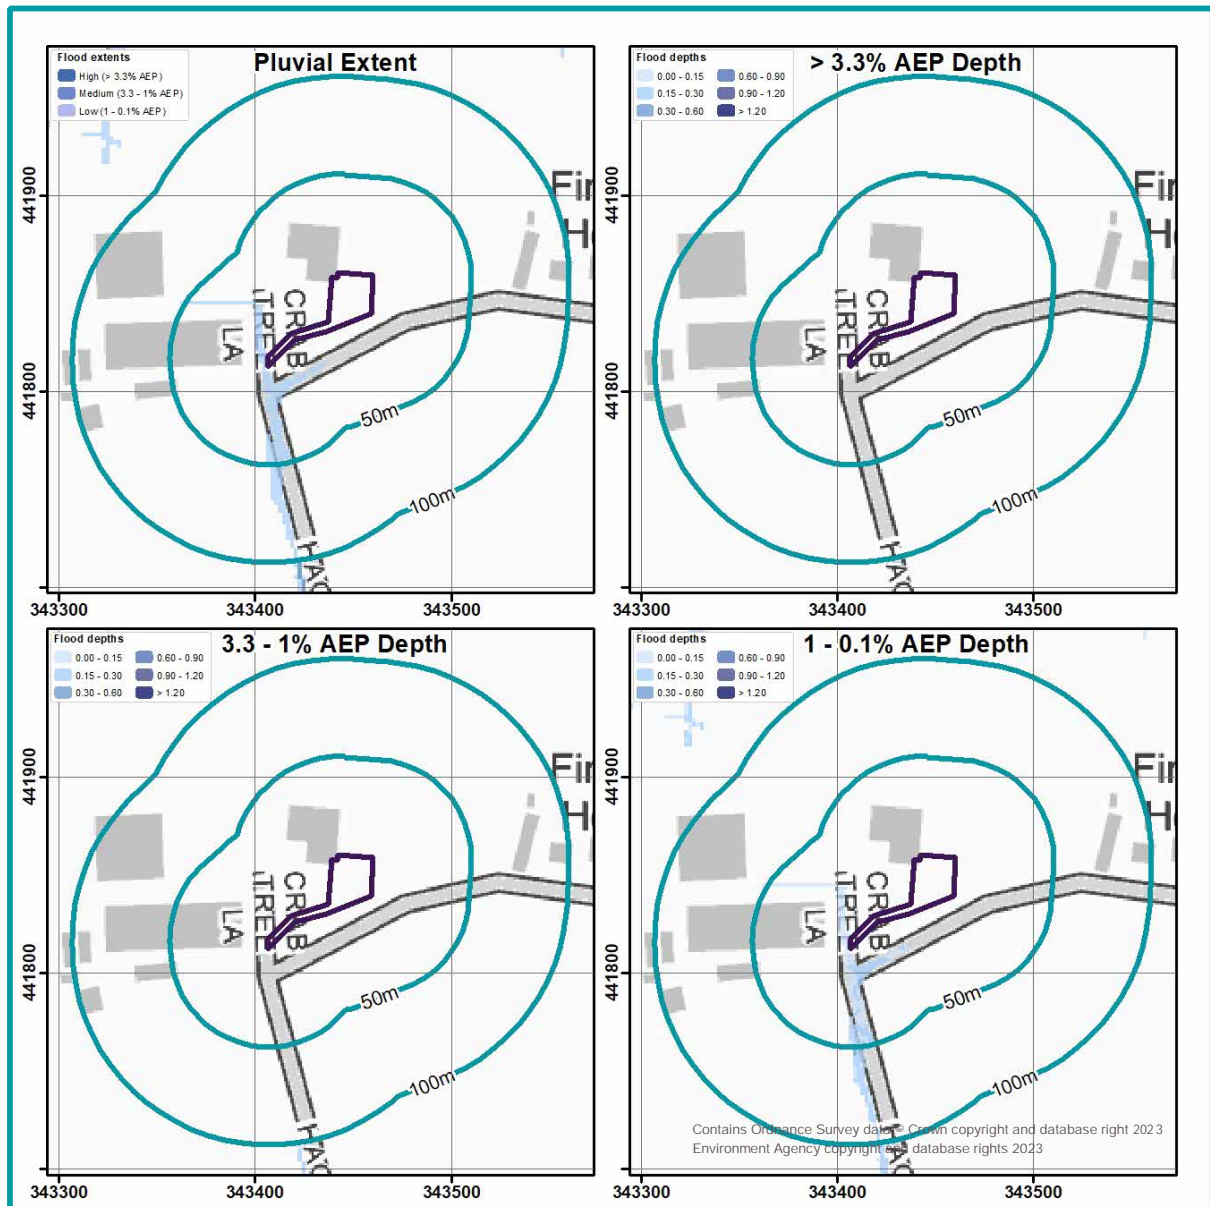 Pluvial Extent
Flood extents
High (> 3.3% AEP)
Medium (3.3 - 1% AEP)
Low (1 - 0.1% AEP)
441900
441800
CRAB
TREE
LA
50m
100m
343300
343400
343500
> 3.3% AEP Depth
Flood depths
0.00 - 0.15
0.15 - 0.30
0.30 - 0.60
0.60 - 0.90
0.90 - 1.20
> 1.20
441900
441800
LA
50m
100m
343300
343400
343500
3.3 - 1% AEP Depth
Flood depths
0.00 - 0.15
0.15 - 0.30
0.30 - 0.60
0.60 - 0.90
0.90 - 1.20
> 1.20
441900
441800
LA
50m
100m
343300
343400
343500
1 - 0.1% AEP Depth
Flood depths
0.00 - 0.15
0.15 - 0.30
0.30 - 0.60
0.60 - 0.90
0.90 - 1.20
> 1.20
441900
441800
LA
50m
100m
Contains Ordnance Survey data © Crown copyright and database right 2023
Environment Agency copyright and database rights 2023
343300
343400
343500